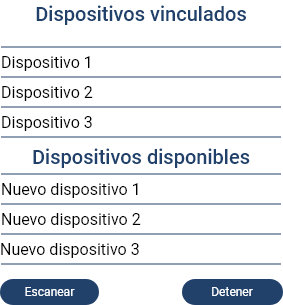 Dispositivos vinculados
Dispositivo 1
Dispositivo 2
Dispositivo 3
Dispositivos disponibles
Nuevo dispositivo 1
Nuevo dispositivo 2
Nuevo dispositivo 3
Escanear
Detener